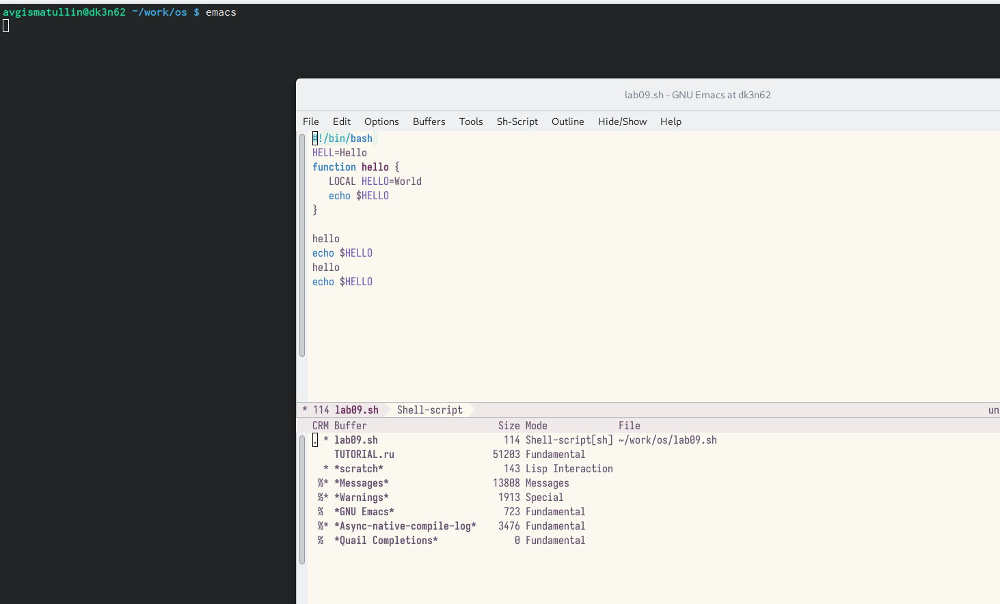 avgismatullin@dk3n62 ~/work/os $ emacs
lab09.sh - GNU Emacs at dk3n62
File Edit Options Buffers Tools Sh-Script Outline Hide/Show Help
#!/bin/bash
HELL=Hello
function hello {
   LOCAL HELLO=World
   echo $HELLO
}
hello
echo $HELLO
hello
echo $HELLO
* 114 lab09.sh Shell-script un
CRM Buffer Size Mode File
. * lab09.sh 114 Shell-script[sh] ~/work/os/lab09.sh
TUTORIAL.ru 51203 Fundamental
* *scratch* 143 Lisp Interaction
%* *Messages* 13808 Messages
%* *Warnings* 1913 Special
% *GNU Emacs* 723 Fundamental
%* *Async-native-compile-log* 3476 Fundamental
% *Quail Completions* 0 Fundamental